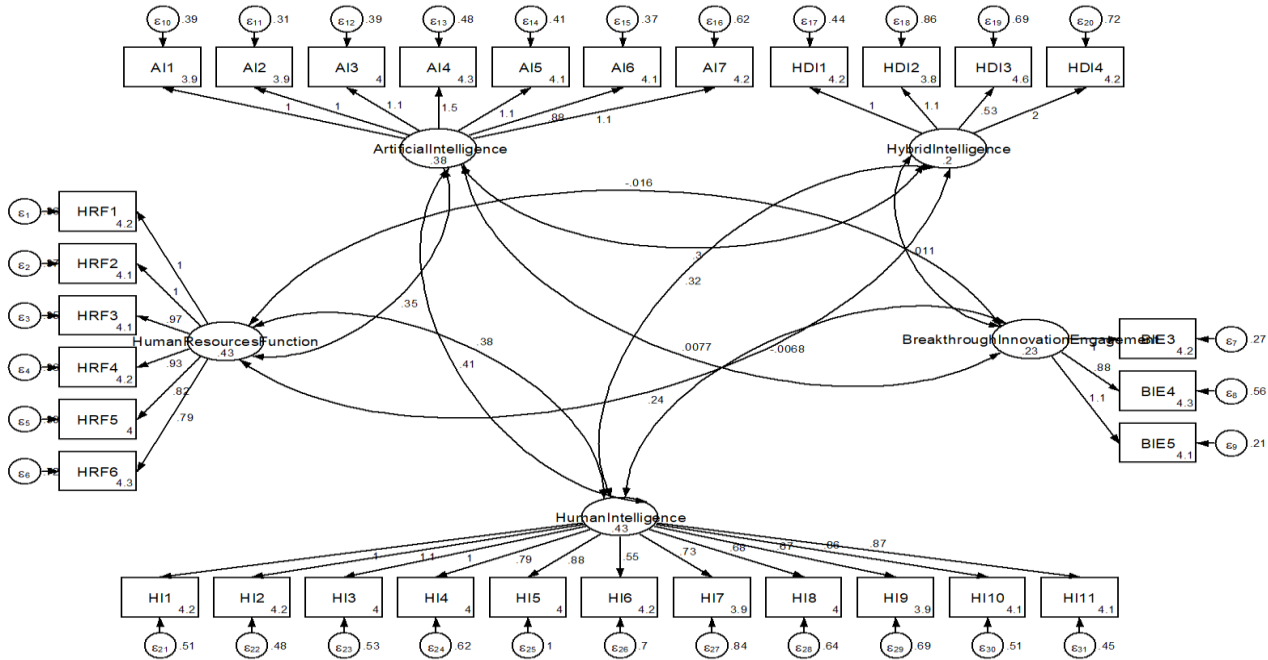 ε10 .39 ε11 .31 ε12 .39 ε13 .48 ε14 .41 ε15 .37 ε16 .62 ε17 .44 ε18 .86 ε19 .69 ε20 .72
AI1 AI2 AI3 AI4 AI5 AI6 AI7 HDI1 HDI2 HDI3 HDI4
3.9 3.9 4 4.3 4.1 4.1 4.2 4.2 3.8 4.6 4.2
1 1 1.1 1.5 1.1 .88 1.1 1 1.1 .53 2
ArtificialIntelligence HybridIntelligence
.38 .2
-.016
ε1 HRF1
4.2
ε2 HRF2
4.1
ε3 HRF3
4.1
ε4 HRF4
4.2
ε5 HRF5
4
ε6 HRF6
4.3
1
1
.97
.93
.82
.79
HumanResourcesFunction
.43
.3 .011
.32
.35
.38 .0077 -.0068
.41
.24
BreakthroughInnovationEngagement
.23
1
.88
1.1
BIE3 ε7 .27
4.2
BIE4 ε8 .56
4.3
BIE5 ε9 .21
4.1
HumanIntelligence
.43
1 1.1 1 .79 .88 .55 .73 .68 .67 .86 .87
HI1 HI2 HI3 HI4 HI5 HI6 HI7 HI8 HI9 HI10 HI11
4.2 4.2 4 4 4 4.2 3.9 4 3.9 4.1 4.1
ε21 .51 ε22 .48 ε23 .53 ε24 .62 ε25 1 ε26 .7 ε27 .84 ε28 .64 ε29 .69 ε30 .51 ε31 .45